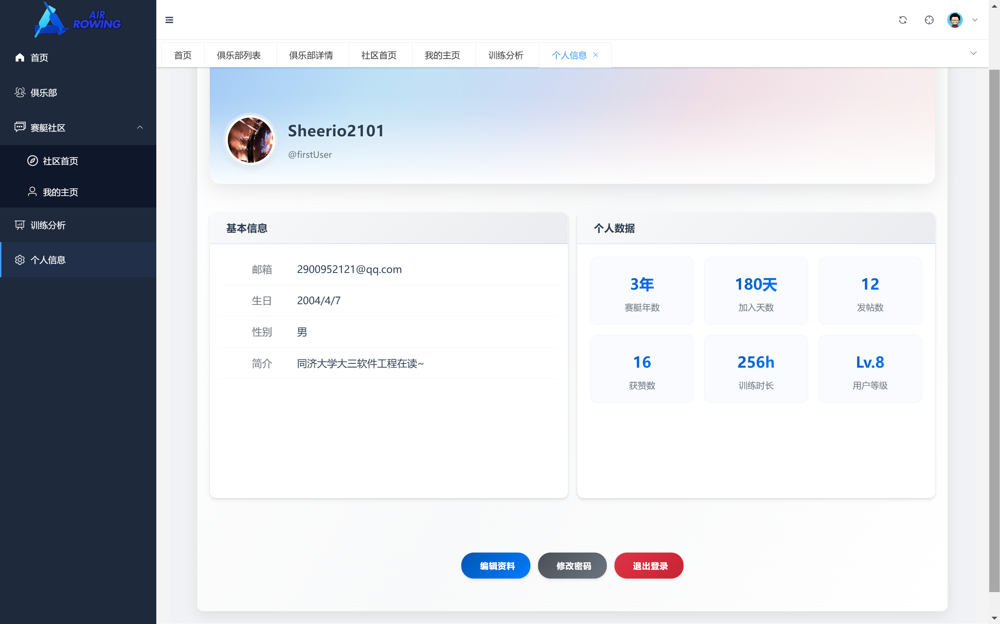 AIR
ROWING
首页
俱乐部
赛艇社区
社区首页
我的主页
训练分析
个人信息
首页
俱乐部列表
俱乐部详情
社区首页
我的主页
训练分析
个人信息
Sheerio2101
@firstUser
基本信息
邮箱 2900952121@qq.com
生日 2004/4/7
性别 男
简介 同济大学大三软件工程在读~
个人数据
3年
赛艇年数
180天
加入天数
12
发帖数
16
获赞数
256h
训练时长
Lv.8
用户等级
编辑资料
修改密码
退出登录